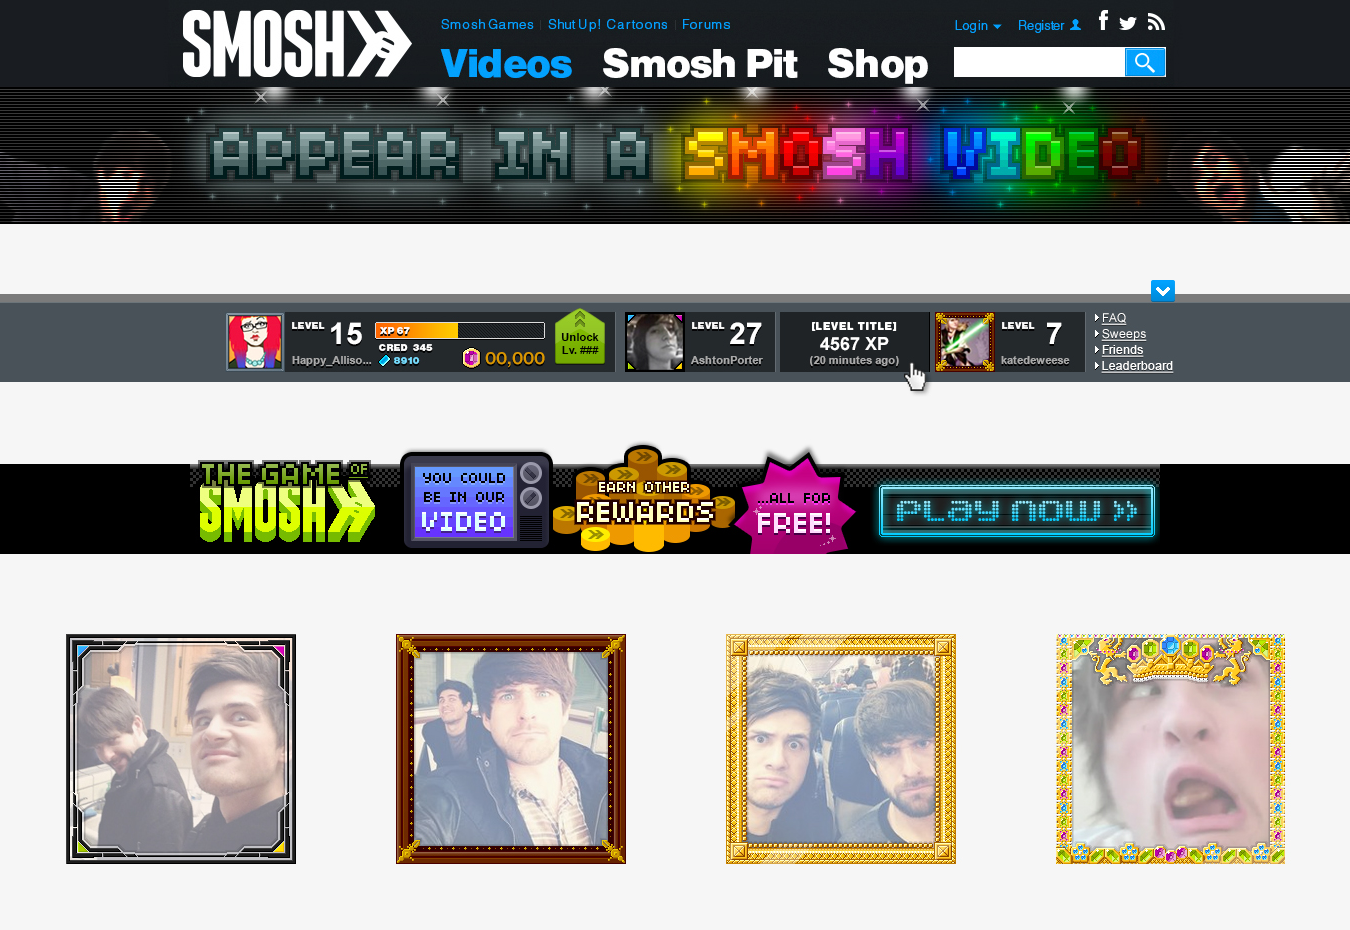 SMOSH
Smosh Games | Shut Up! Cartoons | Forums
Videos Smosh Pit Shop
Login Register
APPEAR IN A SMOSH VIDEO
LEVEL 15
Happy_Alliso...
XP 67
CRED 345
8910
00,000
Unlock
Lv. ###
LEVEL 27
AshtonPorter
[LEVEL TITLE]
4567 XP
(20 minutes ago)
LEVEL 7
katedeweese
FAQ
Sweeps
Friends
Leaderboard
THE GAME OF
SMOSH
YOU COULD
BE IN OUR
VIDEO
EARN OTHER
REWARDS
...ALL FOR
FREE!
PLAY NOW >>